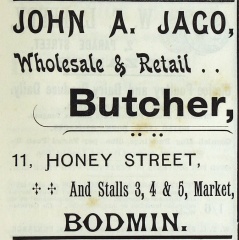 JOHN A. JAGO,
Wholesale & Retail . .
Butcher,
11, HONEY STREET,
And Stalls 3, 4 & 5, Market,
BODMIN.